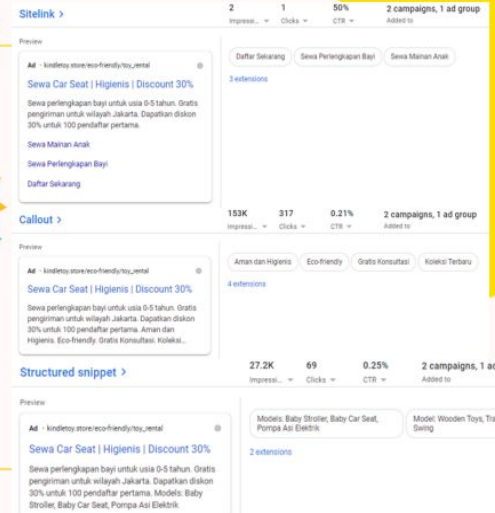 Sitelink >
2 1 50% 2 campaigns, 1 ad group
Impressi... Clicks CTR Added to
Preview
Ad · kindletoy.store/eco-friendly/toy_rental
Sewa Car Seat | Higienis | Discount 30%
Sewa perlengkapan bayi untuk usia 0-5 tahun. Gratis
pengiriman untuk wilayah Jakarta. Dapatkan diskon
30% untuk 100 pendaftar pertama.
Sewa Mainan Anak
Sewa Perlengkapan Bayi
Daftar Sekarang
Daftar Sekarang Sewa Perlengkapan Bayi Sewa Mainan Anak
3 extensions
Callout >
153K 317 0.21% 2 campaigns, 1 ad group
Impressi... Clicks CTR Added to
Preview
Ad · kindletoy.store/eco-friendly/toy_rental
Sewa Car Seat | Higienis | Discount 30%
Sewa perlengkapan bayi untuk usia 0-5 tahun. Gratis
pengiriman untuk wilayah Jakarta. Dapatkan diskon
30% untuk 100 pendaftar pertama. Aman dan
Higienis. Eco-friendly. Gratis Konsultasi. Koleksi...
Aman dan Higienis Eco-friendly Gratis Konsultasi Koleksi Terbaru
4 extensions
Structured snippet >
27.2K 69 0.25% 2 campaigns, 1 ad
Impressi... Clicks CTR Added to
Preview
Ad · kindletoy.store/eco-friendly/toy_rental
Sewa Car Seat | Higienis | Discount 30%
Sewa perlengkapan bayi untuk usia 0-5 tahun. Gratis
pengiriman untuk wilayah Jakarta. Dapatkan diskon
30% untuk 100 pendaftar pertama. Models: Baby
Stroller, Baby Car Seat, Pompa Asi Elektrik
Models: Baby Stroller, Baby Car Seat,
Pompa Asi Elektrik
Model: Wooden Toys, Tra
Swing
2 extensions